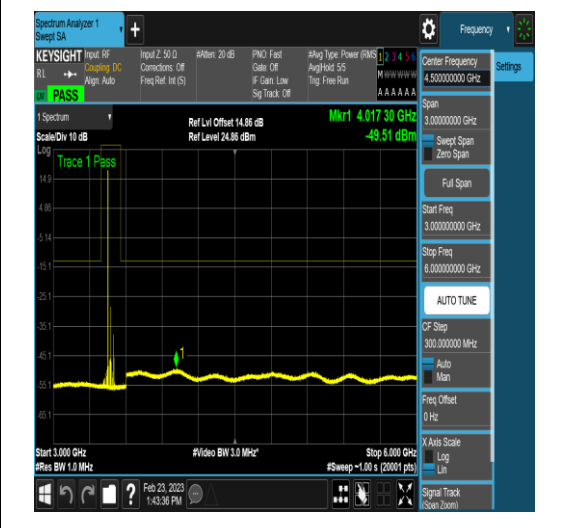 Spectrum Analyzer 1
Swept SA
Frequency
KEYSIGHT
RL
Input: RF
Coupling: DC
Align: Auto
Input Z: 50 Ω
Corrections: Off
Freq Ref: Int (S)
#Atten: 20 dB
PNO: Fast
Gate: Off
IF Gain: Low
Sig Track: Off
#Avg Type: Power (RMS)
Avg|Hold: 5/5
Trig: Free Run
1 2 3 4 5 6
M W W W W W
A A A A A A
PASS
1 Spectrum
Scale/Div 10 dB
Ref Lvl Offset 14.86 dB
Ref Level 24.86 dBm
Mkr1 4.017 30 GHz
-49.51 dBm
Log
Trace 1 Pass
14.9
4.86
-5.14
-15.1
-25.1
-35.1
-45.1
-55.1
-65.1
1
Start 3.000 GHz
#Res BW 1.0 MHz
#Video BW 3.0 MHz*
Stop 6.000 GHz
#Sweep ~1.00 s (20001 pts)
Feb 23, 2023
1:43:36 PM
?
Center Frequency
4.500000000 GHz
Settings
Span
3.00000000 GHz
Swept Span
Zero Span
Full Span
Start Freq
3.000000000 GHz
Stop Freq
6.000000000 GHz
AUTO TUNE
CF Step
300.000000 MHz
Auto
Man
Freq Offset
0 Hz
X Axis Scale
Log
Lin
Signal Track
(Span Zoom)